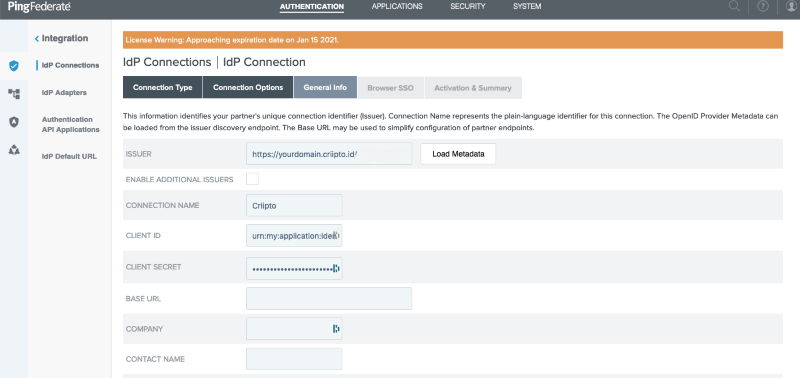 PingFederate
AUTHENTICATION APPLICATIONS SECURITY SYSTEM
Integration
IdP Connections
IdP Adapters
Authentication
API Applications
IdP Default URL
License Warning: Approaching expiration date on Jan 15 2021.
IdP Connections | IdP Connection
Connection Type Connection Options General Info Browser SSO Activation & Summary
This information identifies your partner's unique connection identifier (Issuer). Connection Name represents the plain-language identifier for this connection. The OpenID Provider Metadata can
be loaded from the issuer discovery endpoint. The Base URL may be used to simplify configuration of partner endpoints.
ISSUER https://yourdomain.criipto.id/ Load Metadata
ENABLE ADDITIONAL ISSUERS
CONNECTION NAME Criipto
CLIENT ID urn:my:application:iden
CLIENT SECRET ••••••••••••••••••••••••
BASE URL
COMPANY
CONTACT NAME